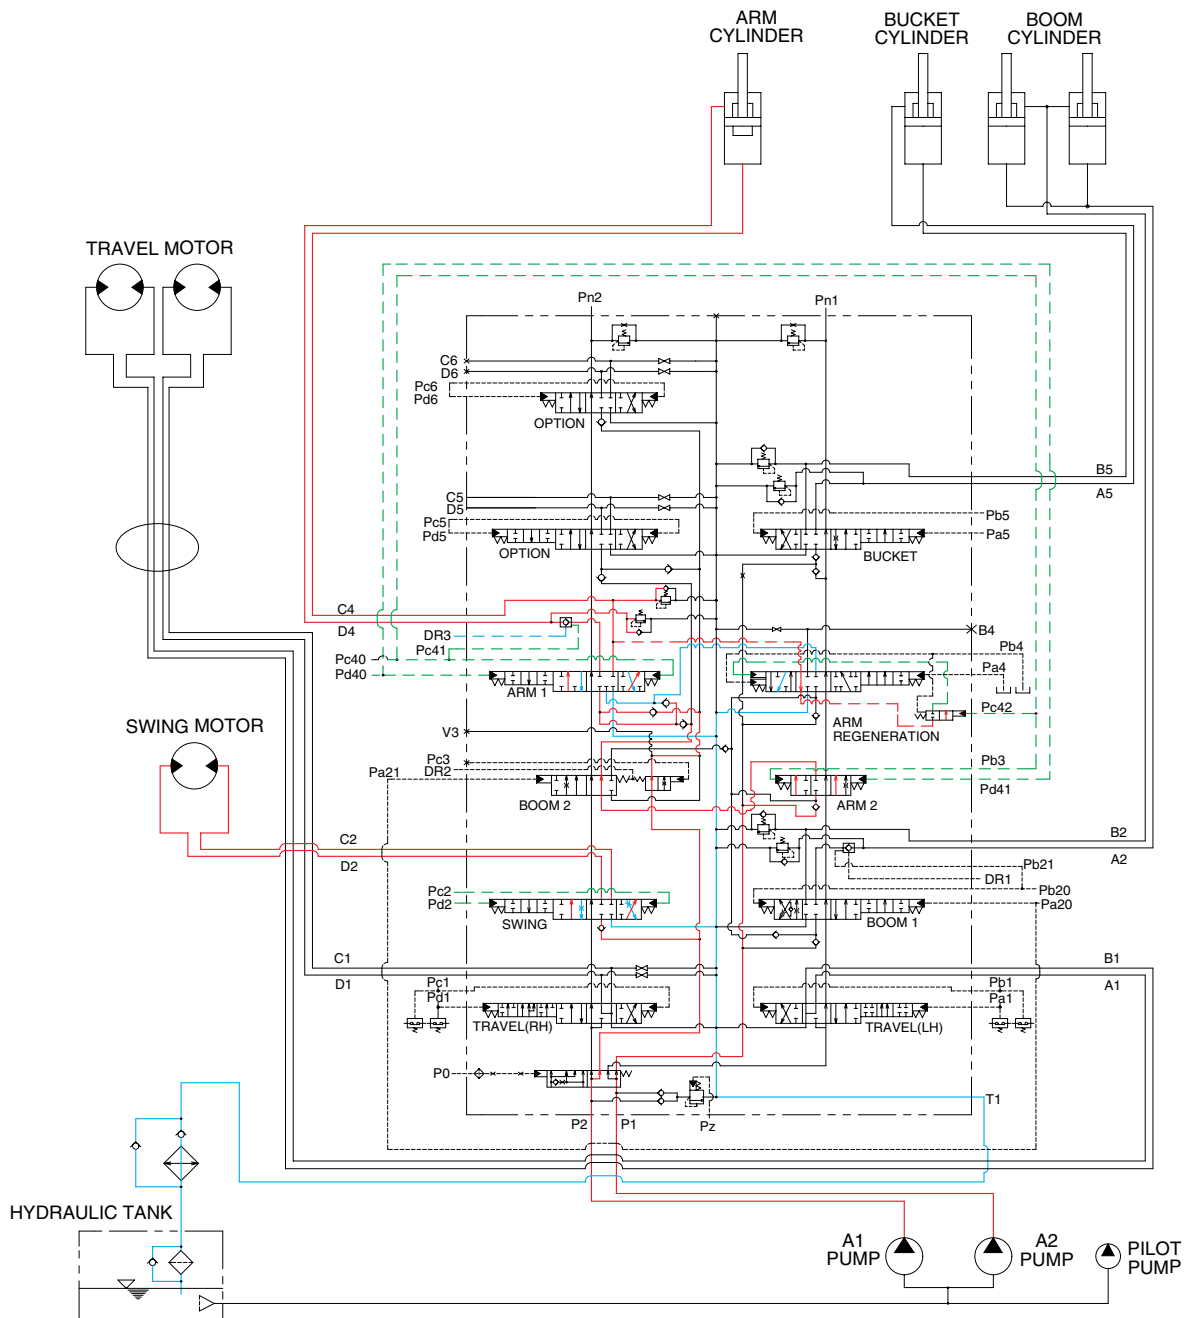 ARM
CYLINDER
BUCKET
CYLINDER
BOOM
CYLINDER
TRAVEL MOTOR
Pn2
Pn1
C6
D6
Pc6
Pd6
OPTION
B5
A5
C5
D5
Pc5
Pd5
OPTION
Pb5
Pa5
BUCKET
C4
D4
DR3
Pc41
B4
Pb4
Pc40
Pd40
Pa4
ARM 1
Pc42
ARM
REGENERATION
SWING MOTOR
V3
Pc3
DR2
Pa21
Pb3
BOOM 2
ARM 2
Pd41
C2
D2
B2
A2
Pb21
DR1
Pc2
Pd2
Pb20
Pa20
SWING
BOOM 1
C1
D1
B1
A1
Pc1
Pd1
Pb1
Pa1
TRAVEL(RH)
TRAVEL(LH)
P0
P2
P1
Pz
T1
HYDRAULIC TANK
A1
PUMP
A2
PUMP
PILOT
PUMP